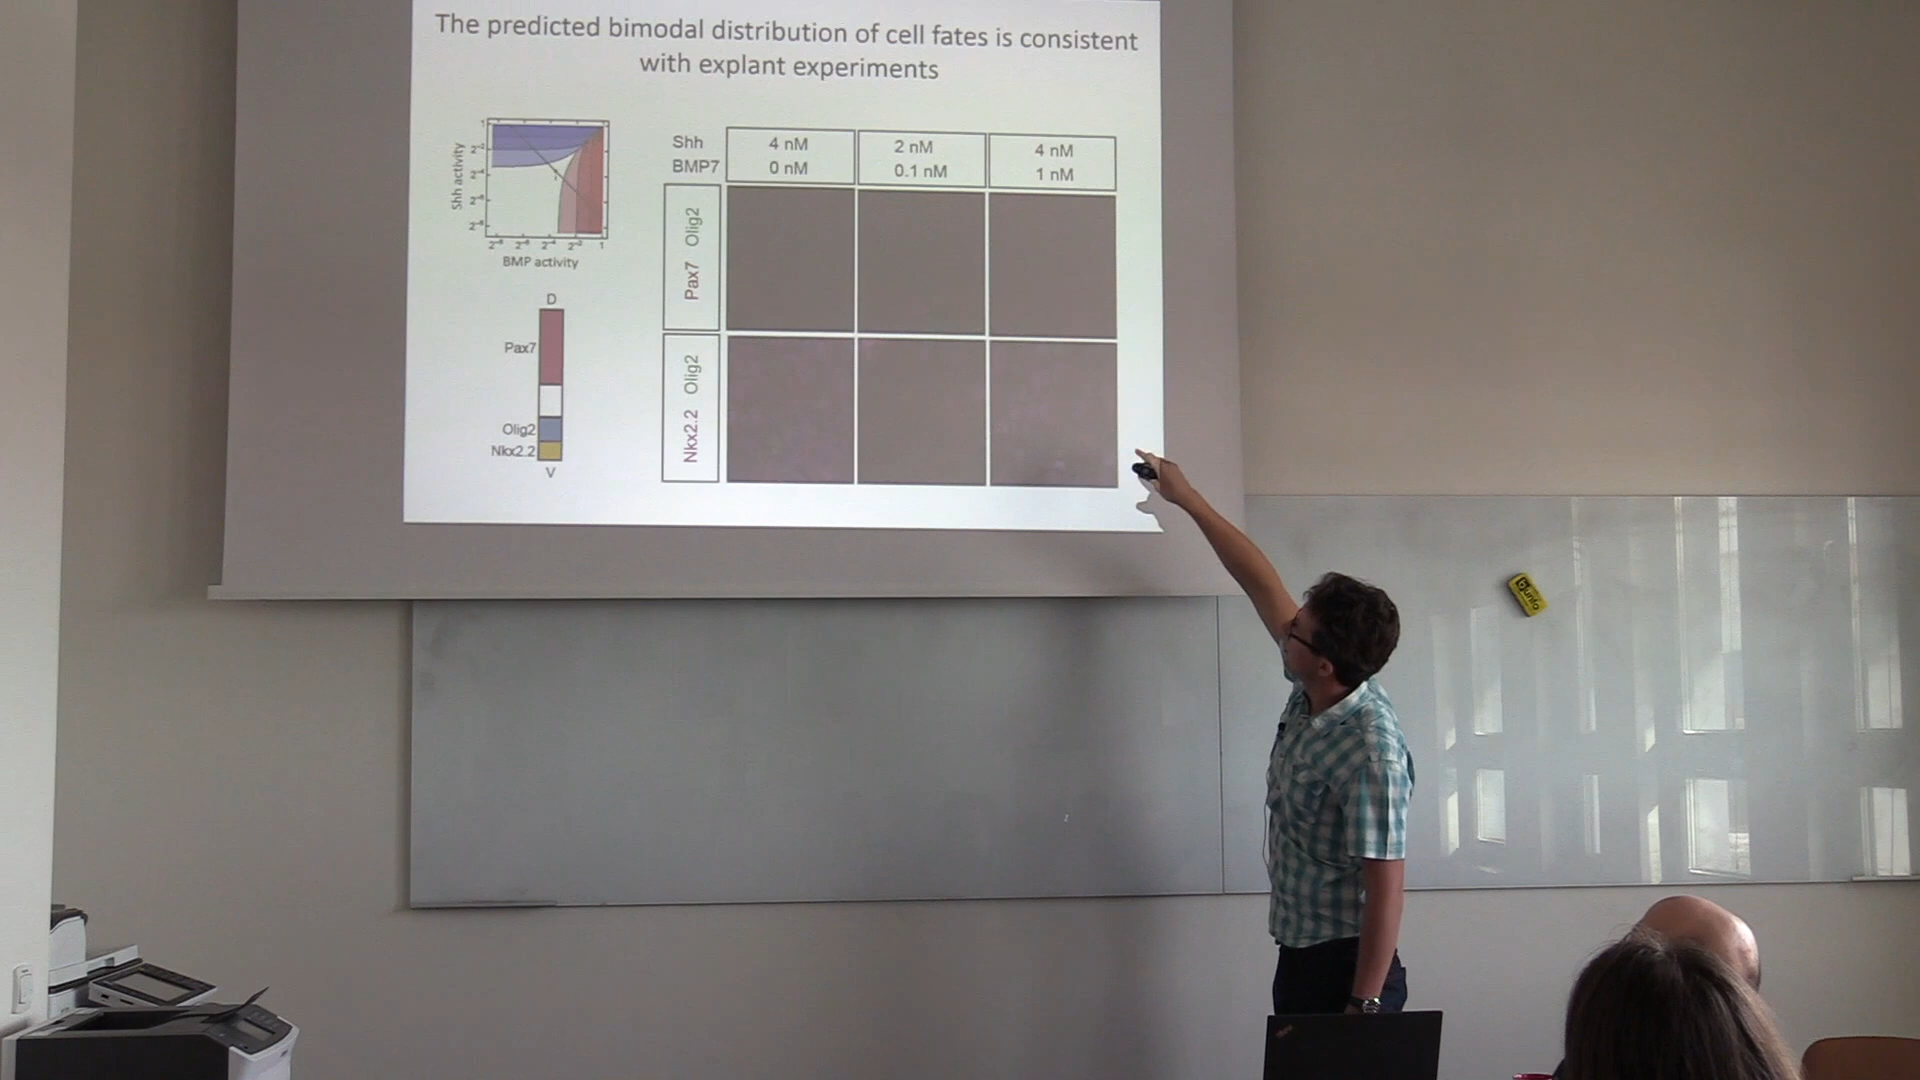 The predicted bimodal distribution of cell fates is consistent
with explant experiments
Shh activity
1
BMP activity
1
D
Pax7
Olig2
Nkx2.2
V
Shh
4 nM
2 nM
4 nM
BMP7
0 nM
0.1 nM
1 nM
Pax7 Olig2
Nkx2.2 Olig2